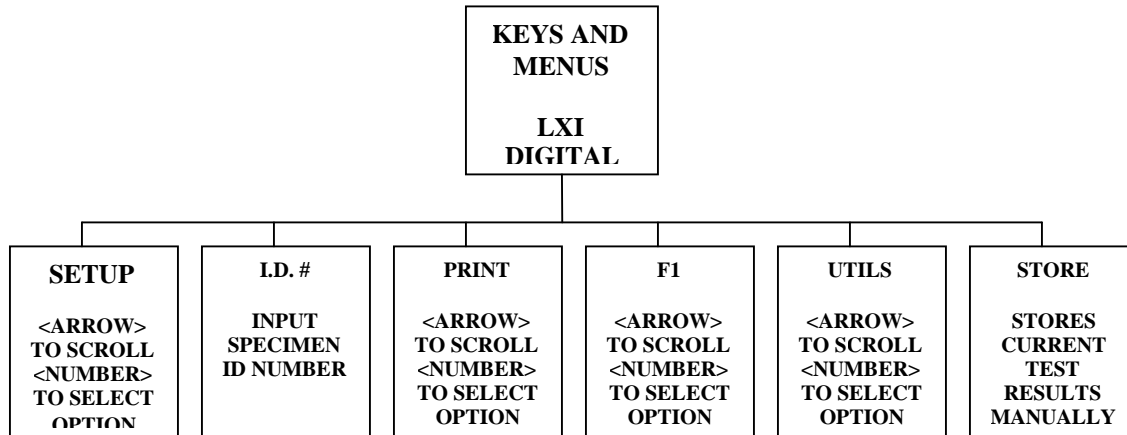 KEYS AND
MENUS
LXI
DIGITAL
SETUP
<ARROW>
TO SCROLL
<NUMBER>
TO SELECT
OPTION
I.D. #
INPUT
SPECIMEN
ID NUMBER
PRINT
<ARROW>
TO SCROLL
<NUMBER>
TO SELECT
OPTION
F1
<ARROW>
TO SCROLL
<NUMBER>
TO SELECT
OPTION
UTILS
<ARROW>
TO SCROLL
<NUMBER>
TO SELECT
OPTION
STORE
STORES
CURRENT
TEST
RESULTS
MANUALLY